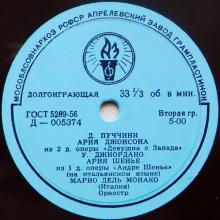 МОСОБЛСОВНАРХОЗ РСФСР АПРЕЛЕВСКИЙ ЗАВОД ГРАМПЛАСТИНОК
ДОЛГОИГРАЮЩАЯ 33 1/3 об. в мин.
ГОСТ 5289-56 Вторая гр.
Д — 005374 5-00
Д. ПУЧЧИНИ
АРИЯ ДЖОНСОНА
из 2 д. оперы «Девушка с Запада»
У. ДЖИОРДАНО
АРИЯ ШЕНЬЕ
из 1 д. оперы «Андре Шенье»
(на итальянском языке)
МАРИО ДЕЛЬ МОНАКО
(Италия)
Оркестр